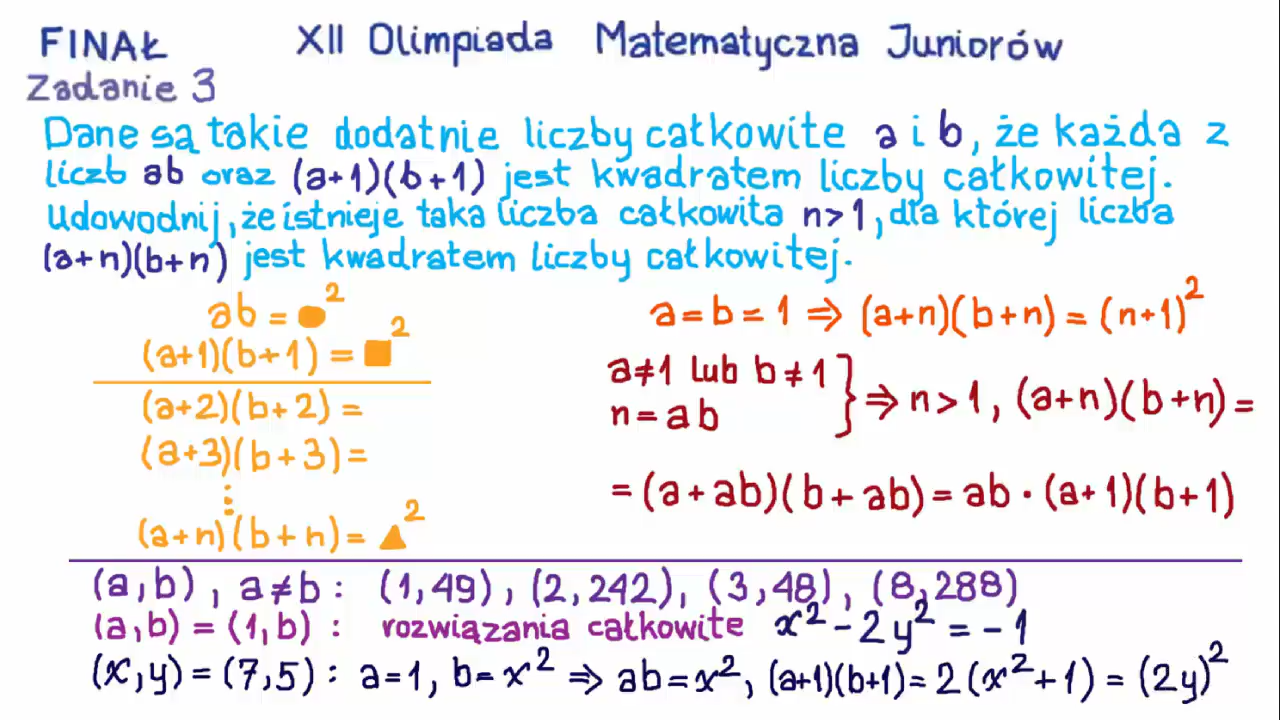 FINAŁ XII Olimpiada Matematyczna Juniorów
Zadanie 3
Dane są takie dodatnie liczby całkowite a i b, że każda z
liczb ab oraz (a+1)(b+1) jest kwadratem liczby całkowitej.
Udowodnij, że istnieje taka liczba całkowita n>1, dla której liczba
(a+n)(b+n) jest kwadratem liczby całkowitej.
ab = ●²
(a+1)(b+1) = ■²
(a+2)(b+2) =
(a+3)(b+3) =
⋮
(a+n)(b+n) = ▲²
a = b = 1 ⇒ (a+n)(b+n) = (n+1)²
a≠1 lub b≠1
n = ab } ⇒ n > 1, (a+n)(b+n) =
= (a+ab)(b+ab) = ab · (a+1)(b+1)
(a,b), a≠b : (1,49), (2,242), (3,48), (8,288)
(a,b) = (1,b) : rozwiązania całkowite x² - 2y² = -1
(x,y) = (7,5) : a=1, b=x² ⇒ ab=x², (a+1)(b+1) = 2(x²+1) = (2y)²